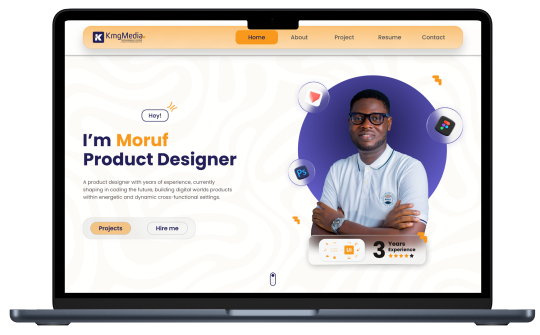 KmgMedia
Home
About
Project
Resume
Contact
Hey!
I'm Moruf
Product Designer
A product designer with years of experience, currently
shaping in coding the future, building digital worlds products
within energetic and dynamic cross-functional settings.
Projects
Hire me
Ps
3 Years
Experience